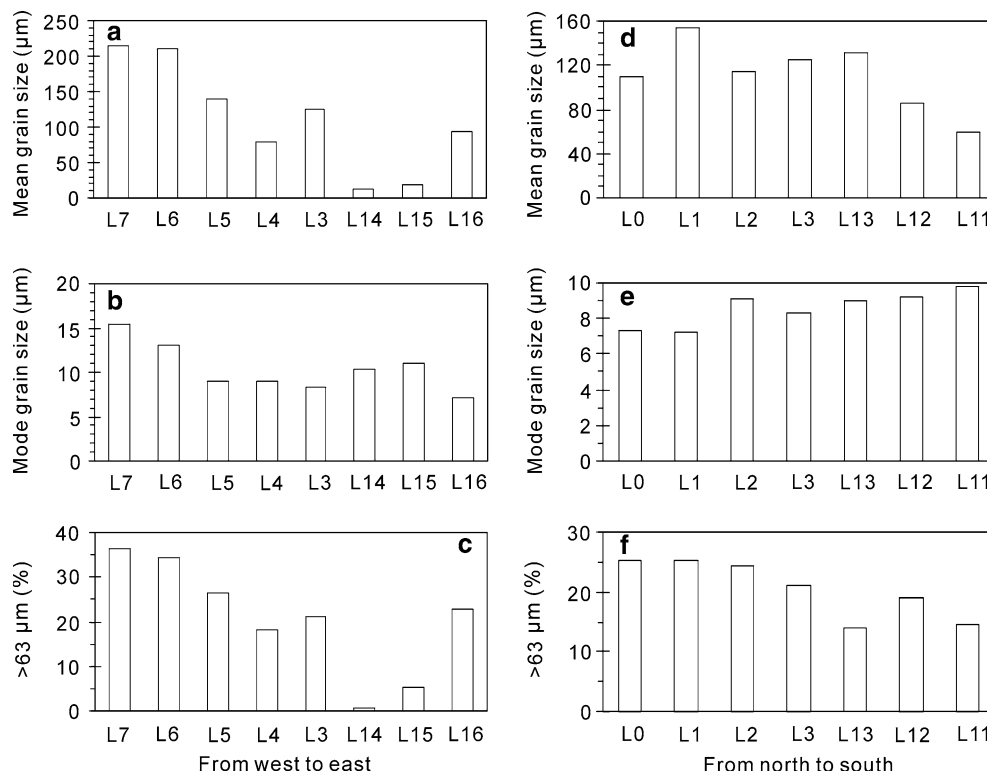 a
Mean grain size (µm)
250
200
150
100
50
0
L7 L6 L5 L4 L3 L14 L15 L16
d
Mean grain size (µm)
160
120
80
40
0
L0 L1 L2 L3 L13 L12 L11
b
Mode grain size (µm)
20
15
10
5
0
L7 L6 L5 L4 L3 L14 L15 L16
e
Mode grain size (µm)
10
8
6
4
2
0
L0 L1 L2 L3 L13 L12 L11
c
>63 µm (%)
40
30
20
10
0
L7 L6 L5 L4 L3 L14 L15 L16
From west to east
f
>63 µm (%)
30
20
10
0
L0 L1 L2 L3 L13 L12 L11
From north to south